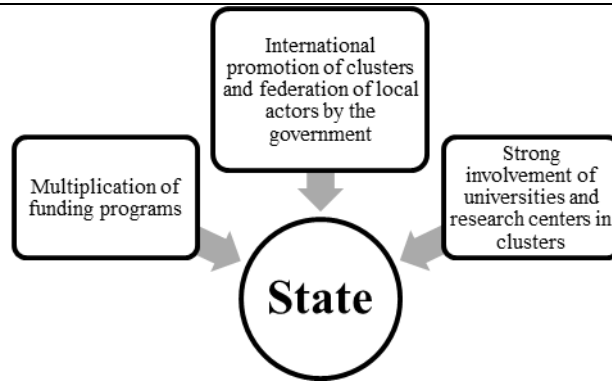 International
promotion of clusters
and federation of local
actors by the
government
Multiplication of
funding programs
Strong
involvement of
universities and
research centers in
clusters
State